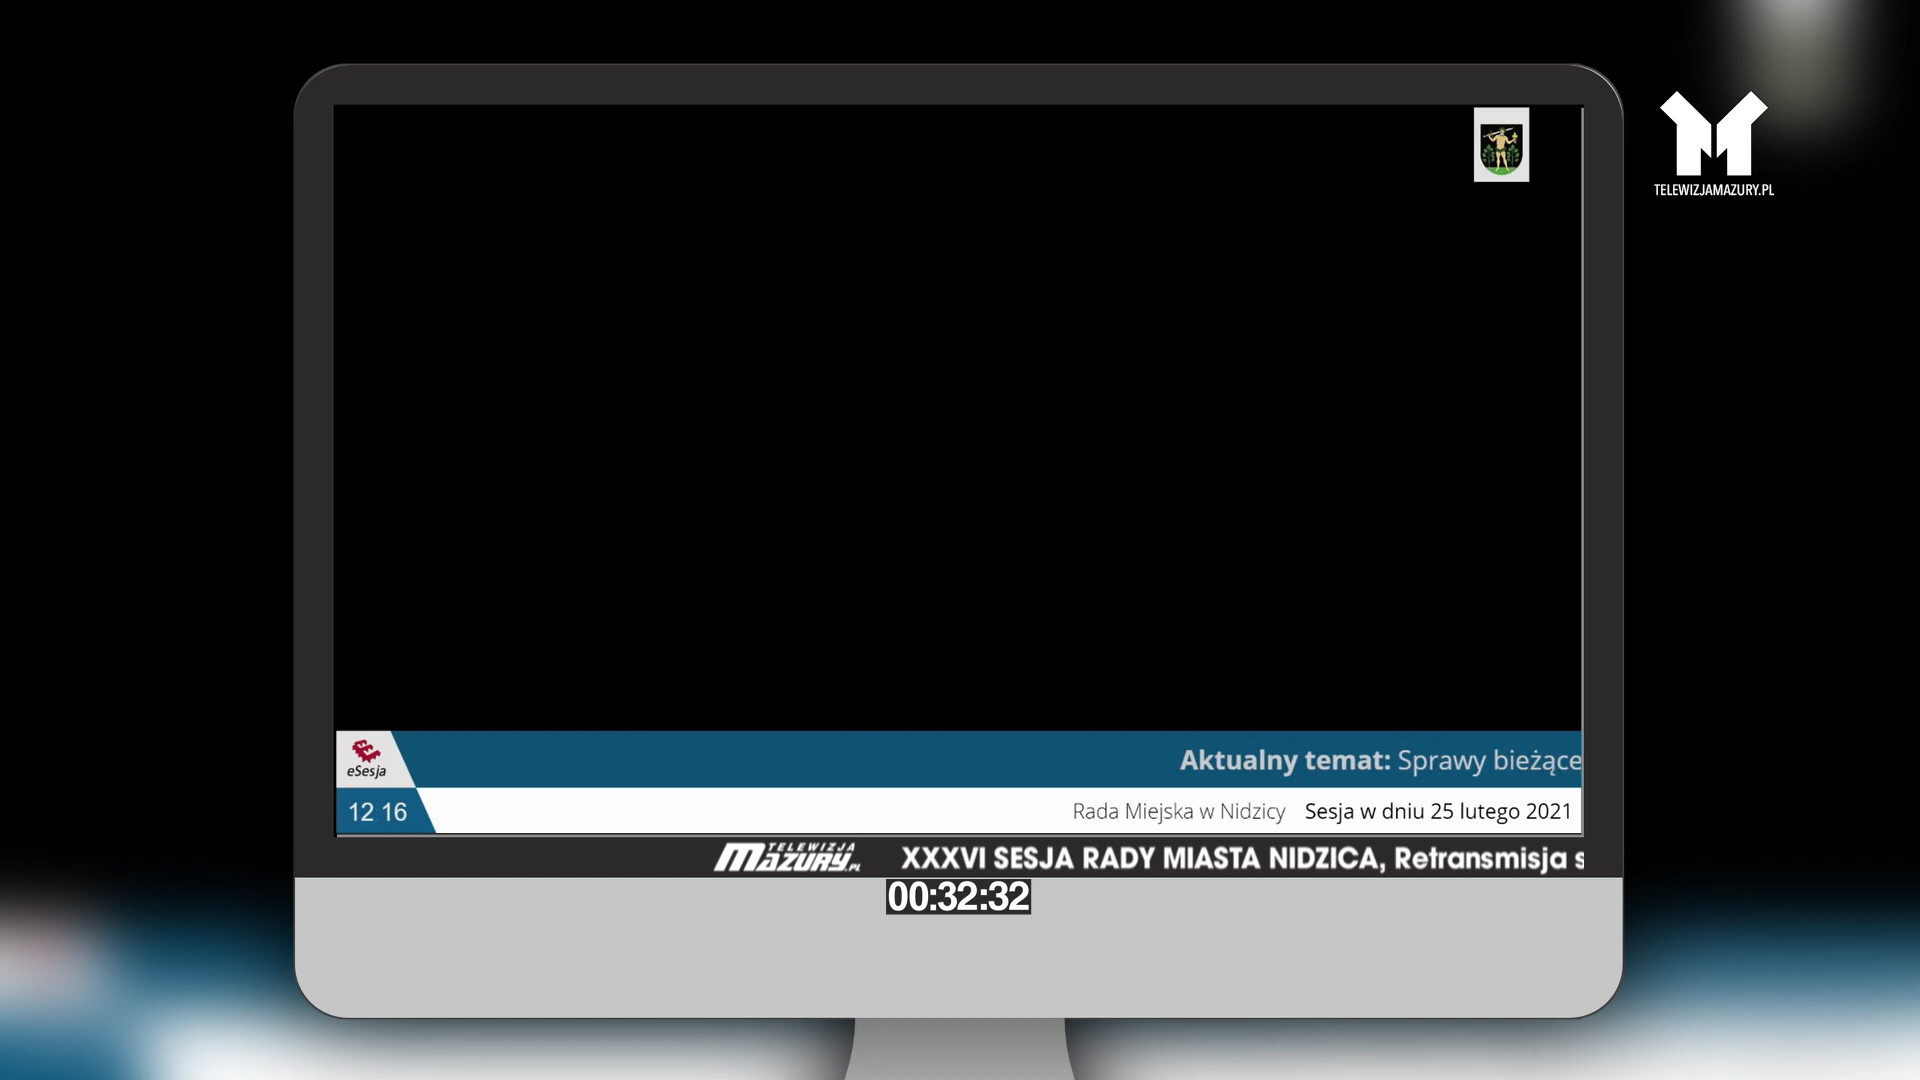 TELEWIZJAMAZURY.PL
eSesja
Aktualny temat: Sprawy bieżące
12 16
Rada Miejska w Nidzicy Sesja w dniu 25 lutego 2021
TELEWIZJA
MAZURY.PL
XXXVI SESJA RADY MIASTA NIDZICA, Retransmisja s
00:32:32